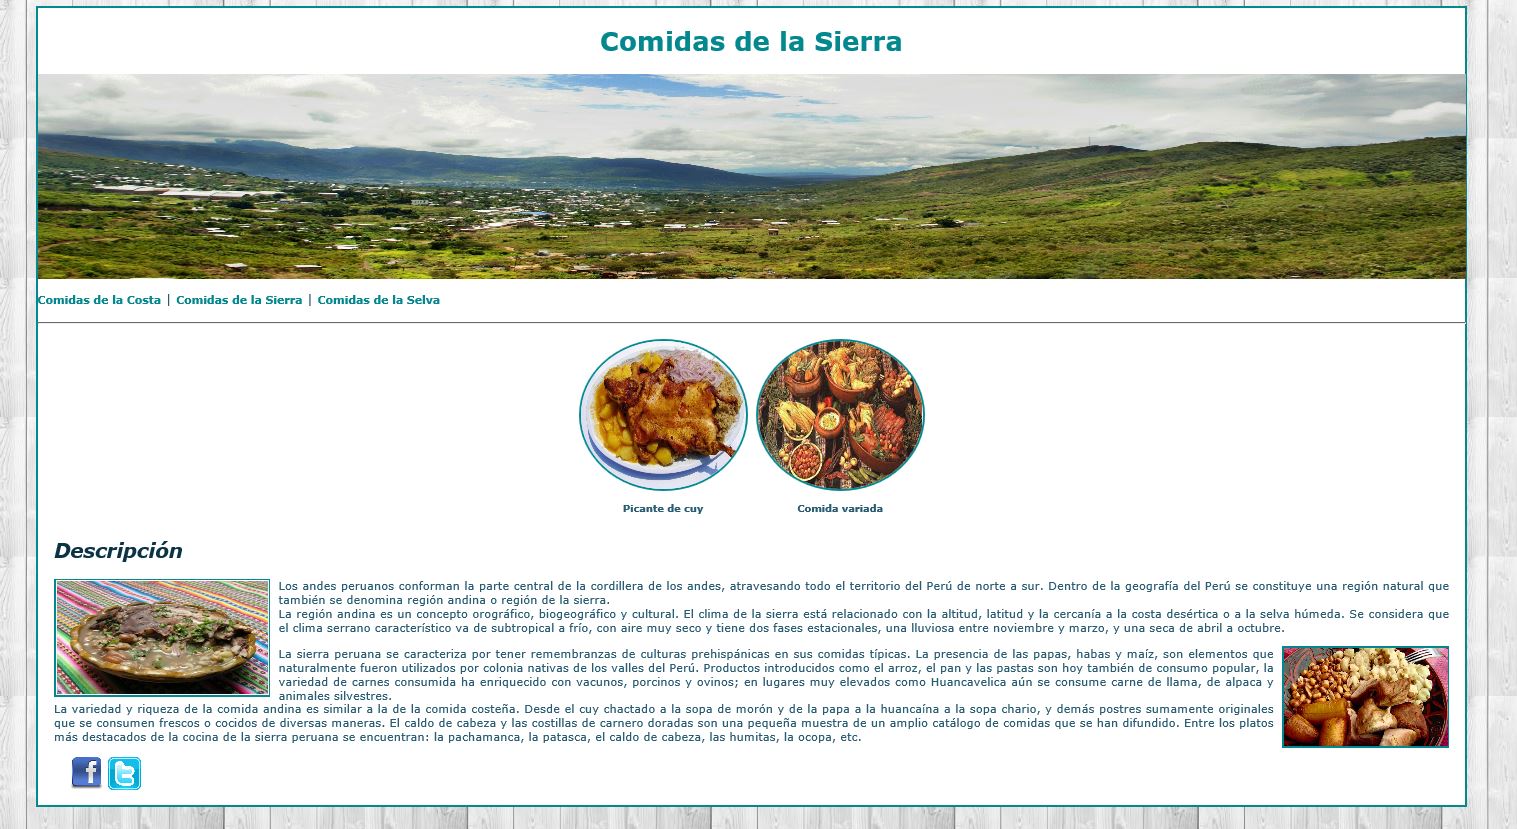 Comidas de la Sierra
Comidas de la Costa | Comidas de la Sierra | Comidas de la Selva
Picante de cuy
Comida variada
Descripción
Los andes peruanos conforman la parte central de la cordillera de los andes, atravesando todo el territorio del Perú de norte a sur. Dentro de la geografía del Perú se constituye una región natural que
también se denomina región andina o región de la sierra.
La región andina es un concepto orográfico, biogeográfico y cultural. El clima de la sierra está relacionado con la altitud, latitud y la cercanía a la costa desértica o a la selva húmeda. Se considera que
el clima serrano característico va de subtropical a frío, con aire muy seco y tiene dos fases estacionales, una lluviosa entre noviembre y marzo, y una seca de abril a octubre.
La sierra peruana se caracteriza por tener remembranzas de culturas prehispánicas en sus comidas típicas. La presencia de las papas, habas y maíz, son elementos que
naturalmente fueron utilizados por colonia nativas de los valles del Perú. Productos introducidos como el arroz, el pan y las pastas son hoy también de consumo popular, la
variedad de carnes consumida ha enriquecido con vacunos, porcinos y ovinos; en lugares muy elevados como Huancavelica aún se consume carne de llama, de alpaca y
animales silvestres.
La variedad y riqueza de la comida andina es similar a la de la comida costeña. Desde el cuy chactado a la sopa de morón y de la papa a la huancaína a la sopa chario, y demás postres sumamente originales
que se consumen frescos o cocidos de diversas maneras. El caldo de cabeza y las costillas de carnero doradas son una pequeña muestra de un amplio catálogo de comidas que se han difundido. Entre los platos
más destacados de la cocina de la sierra peruana se encuentran: la pachamanca, la patasca, el caldo de cabeza, las humitas, la ocopa, etc.